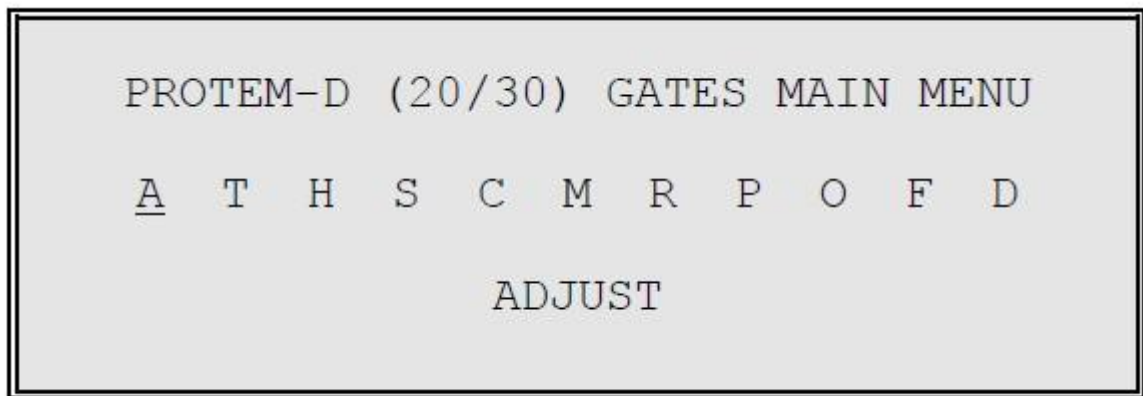 PROTEM-D (20/30) GATES MAIN MENU
A T H S C M R P O F D
ADJUST